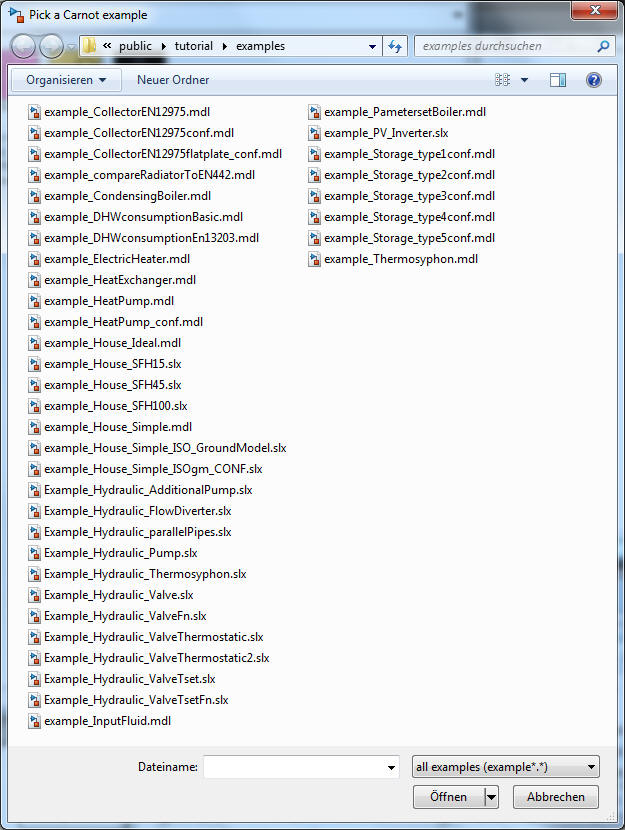 Pick a Carnot example
« public tutorial examples
examples durchsuchen
Organisieren
Neuer Ordner
example_CollectorEN12975.mdl
example_CollectorEN12975conf.mdl
example_CollectorEN12975flatplate_conf.mdl
example_compareRadiatorToEN442.mdl
example_CondensingBoiler.mdl
example_DHWconsumptionBasic.mdl
example_DHWconsumptionEn13203.mdl
example_ElectricHeater.mdl
example_HeatExchanger.mdl
example_HeatPump.mdl
example_HeatPump_conf.mdl
example_House_Ideal.mdl
example_House_SFH15.slx
example_House_SFH45.slx
example_House_SFH100.slx
example_House_Simple.mdl
example_House_Simple_ISO_GroundModel.slx
example_House_Simple_ISOgm_CONF.slx
Example_Hydraulic_AdditionalPump.slx
Example_Hydraulic_FlowDiverter.slx
Example_Hydraulic_parallelPipes.slx
Example_Hydraulic_Pump.slx
Example_Hydraulic_Thermosyphon.slx
Example_Hydraulic_Valve.slx
Example_Hydraulic_ValveFn.slx
Example_Hydraulic_ValveThermostatic.slx
Example_Hydraulic_ValveThermostatic2.slx
Example_Hydraulic_ValveTset.slx
Example_Hydraulic_ValveTsetFn.slx
example_InputFluid.mdl
example_PametersetBoiler.mdl
example_PV_Inverter.slx
example_Storage_type1conf.mdl
example_Storage_type2conf.mdl
example_Storage_type3conf.mdl
example_Storage_type4conf.mdl
example_Storage_type5conf.mdl
example_Thermosyphon.mdl
Dateiname:
all examples (example*.*)
Öffnen
Abbrechen